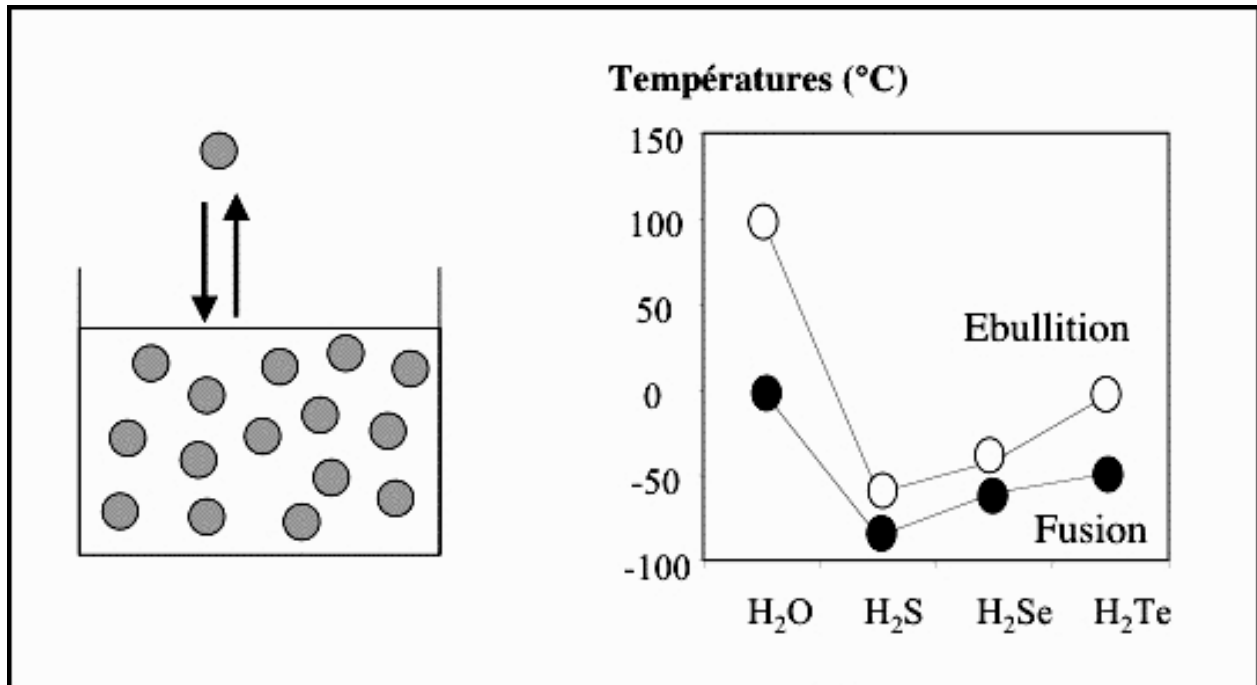 Températures (°C)
150
100
50
0
-50
-100
Ebullition
Fusion
H₂O H₂S H₂Se H₂Te